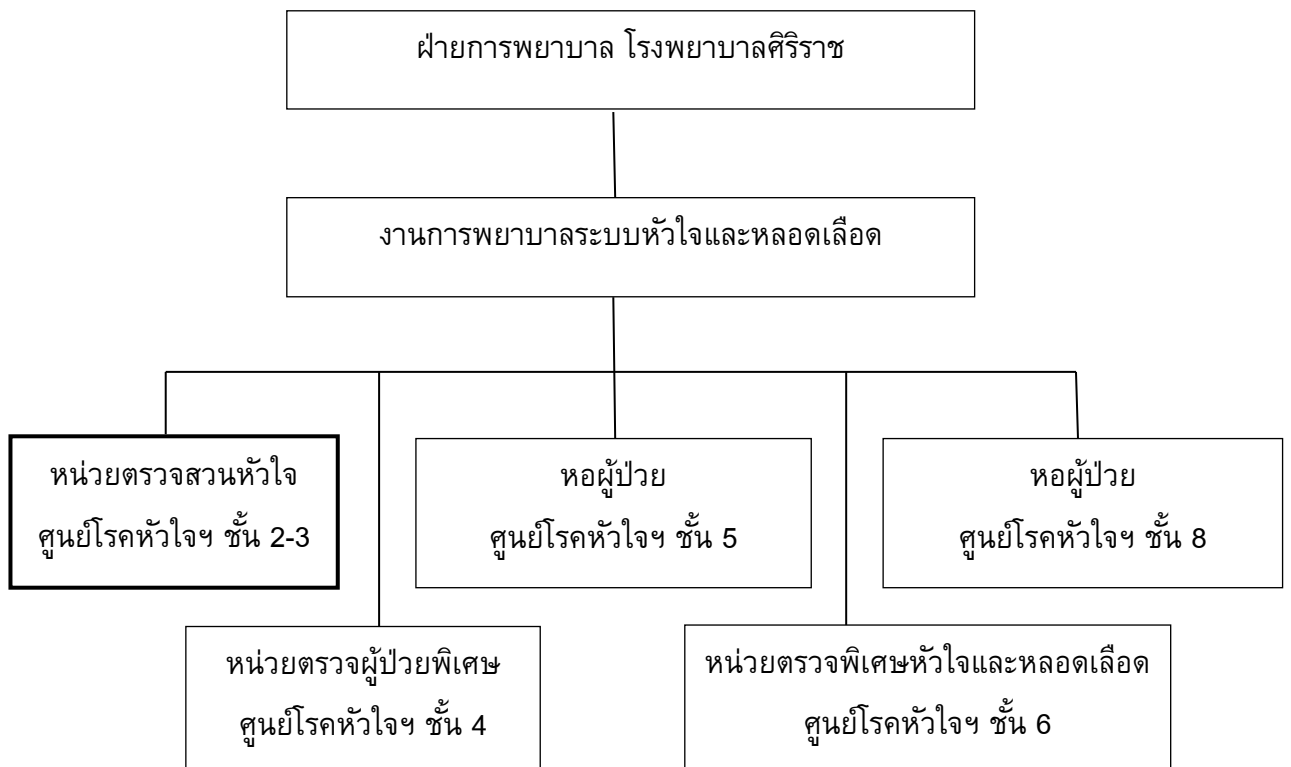 ฝ่ายการพยาบาล โรงพยาบาลศิริราช
งานการพยาบาลระบบหัวใจและหลอดเลือด
หน่วยตรวจสวนหัวใจ
ศูนย์โรคหัวใจฯ ชั้น 2-3
หอผู้ป่วย
ศูนย์โรคหัวใจฯ ชั้น 5
หอผู้ป่วย
ศูนย์โรคหัวใจฯ ชั้น 8
หน่วยตรวจผู้ป่วยพิเศษ
ศูนย์โรคหัวใจฯ ชั้น 4
หน่วยตรวจพิเศษหัวใจและหลอดเลือด
ศูนย์โรคหัวใจฯ ชั้น 6